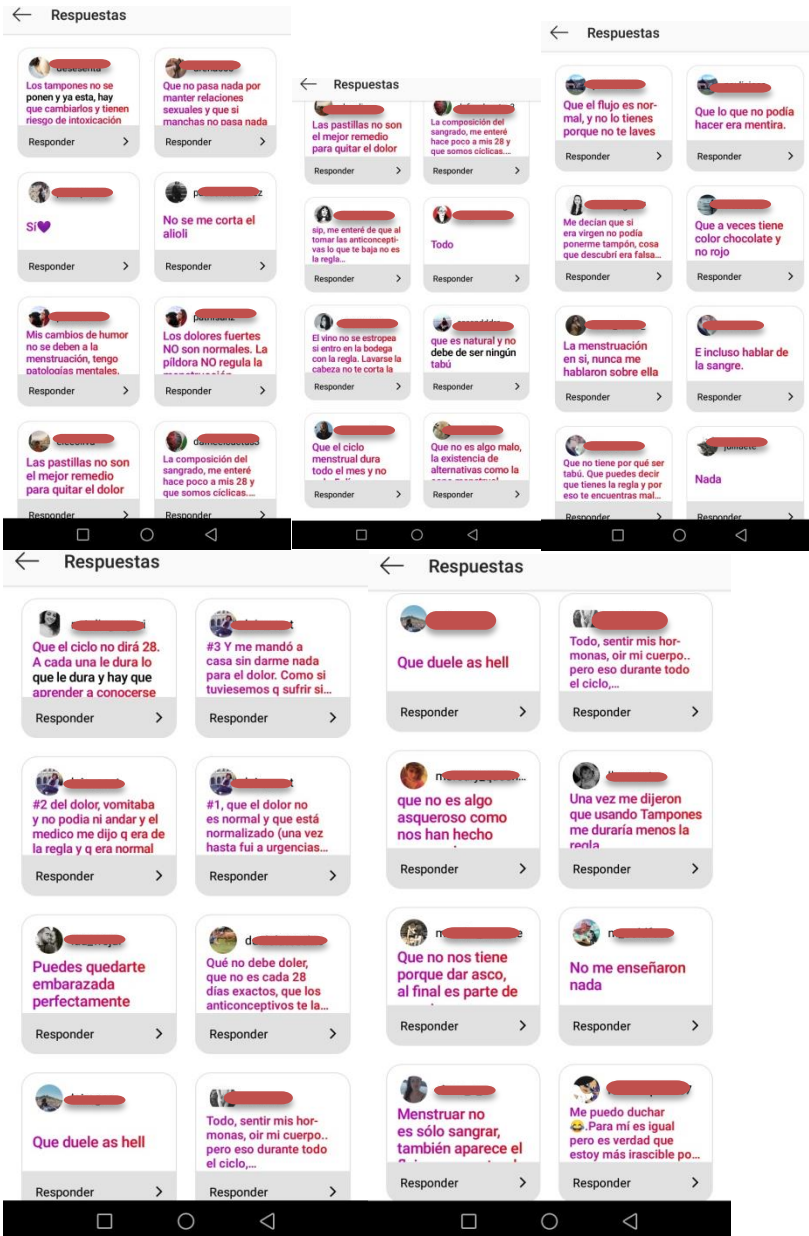 Respuestas
Los tampones no se
ponen y ya esta, hay
que cambiarlos y tienen
riesgo de intoxicación
Responder
Que no pasa nada por
manter relaciones
sexuales y que si
manchas no pasa nada
Responder
Sí💜
Responder
No se me corta el
alioli
Responder
Mis cambios de humor
no se deben a la
menstruación, tengo
patologías mentales.
Responder
Los dolores fuertes
NO son normales. La
píldora NO regula la
menstruación
Responder
Las pastillas no son
el mejor remedio
para quitar el dolor
Responder
La composición del
sangrado, me enteré
hace poco a mis 28 y
que somos cíclicas....
Responder
Respuestas
Las pastillas no son
el mejor remedio
para quitar el dolor
Responder
La composición del
sangrado, me enteré
hace poco a mis 28 y
que somos cíclicas....
Responder
sip, me enteré de que al
tomar las anticoncepti-
vas lo que te baja no es
la regla...
Responder
Todo
Responder
El vino no se estropea
si entro en la bodega
con la regla. Lavarse la
cabeza no te corta la
Responder
que es natural y no
debe de ser ningún
tabú
Responder
Que el ciclo
menstrual dura
todo el mes y no
Responder
Que no es algo malo,
la existencia de
alternativas como la
copa menstrual
Responder
Respuestas
Que el flujo es nor-
mal, y no lo tienes
porque no te laves
Responder
Que lo que no podía
hacer era mentira.
Responder
Me decían que si
era virgen no podía
ponerme tampón, cosa
que descubrí era falsa...
Responder
Que a veces tiene
color chocolate y
no rojo
Responder
La menstruación
en si, nunca me
hablaron sobre ella
Responder
E incluso hablar de
la sangre.
Responder
Que no tiene por qué ser
tabú. Que puedes decir
que tienes la regla y por
eso te encuentras mal...
Responder
Nada
Responder
Respuestas
Que el ciclo no dirá 28.
A cada una le dura lo
que le dura y hay que
aprender a conocerse
Responder
#3 Y me mandó a
casa sin darme nada
para el dolor. Como si
tuviesemos q sufrir si...
Responder
#2 del dolor, vomitaba
y no podia ni andar y el
medico me dijo q era de
la regla y q era normal
Responder
#1, que el dolor no
es normal y que está
normalizado (una vez
hasta fui a urgencias...
Responder
Puedes quedarte
embarazada
perfectamente
Responder
Qué no debe doler,
que no es cada 28
días exactos, que los
anticonceptivos te la...
Responder
Que duele as hell
Responder
Todo, sentir mis hor-
monas, oir mi cuerpo..
pero eso durante todo
el ciclo,...
Responder
Respuestas
Que duele as hell
Responder
Todo, sentir mis hor-
monas, oir mi cuerpo..
pero eso durante todo
el ciclo,...
Responder
que no es algo
asqueroso como
nos han hecho
Responder
Una vez me dijeron
que usando Tampones
me duraría menos la
regla
Responder
Que no nos tiene
porque dar asco,
al final es parte de
Responder
No me enseñaron
nada
Responder
Menstruar no
es sólo sangrar,
también aparece el
Responder
Me puedo duchar
😂.Para mí es igual
pero es verdad que
estoy más irascible po...
Responder